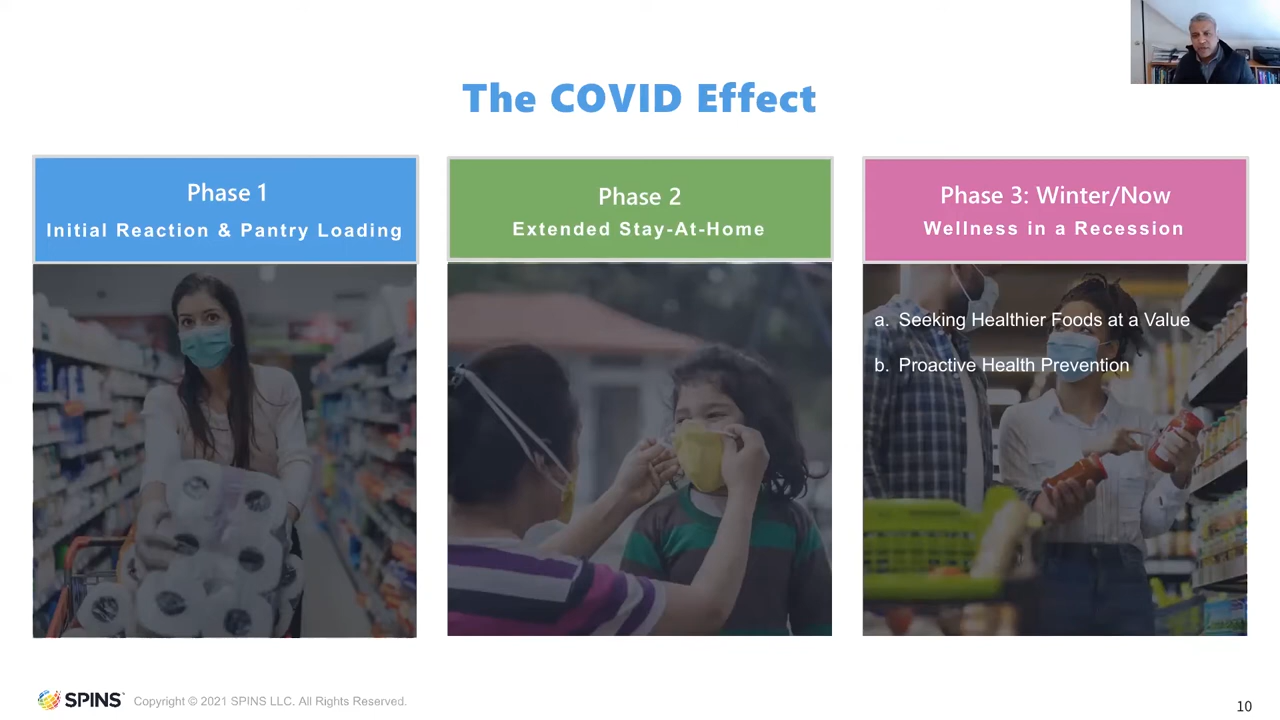 The COVID Effect
Phase 1
Initial Reaction & Pantry Loading
Phase 2
Extended Stay-At-Home
Phase 3: Winter/Now
Wellness in a Recession
a. Seeking Healthier Foods at a Value
b. Proactive Health Prevention
SPINS
Copyright © 2021 SPINS LLC. All Rights Reserved.
10